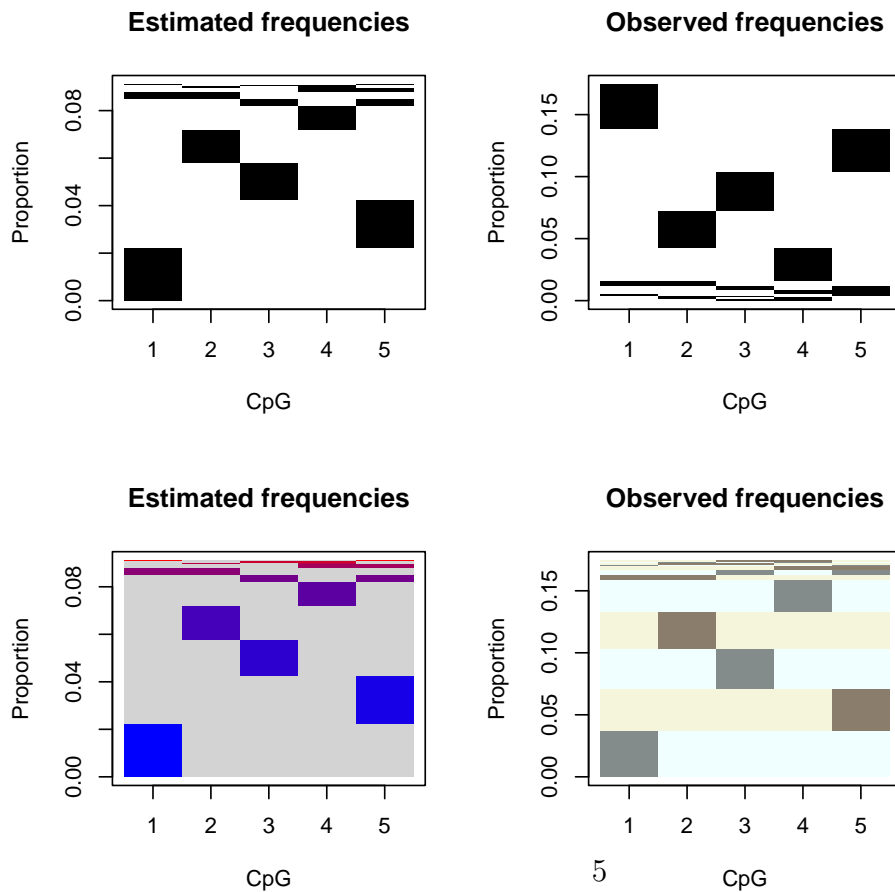 Estimated frequencies
Proportion
0.00 0.04 0.08
1 2 3 4 5
CpG
Observed frequencies
Proportion
0.00 0.05 0.10 0.15
1 2 3 4 5
CpG
Estimated frequencies
Proportion
0.00 0.04 0.08
1 2 3 4 5
CpG
Observed frequencies
Proportion
0.00 0.05 0.10 0.15
1 2 3 4 5
CpG
5